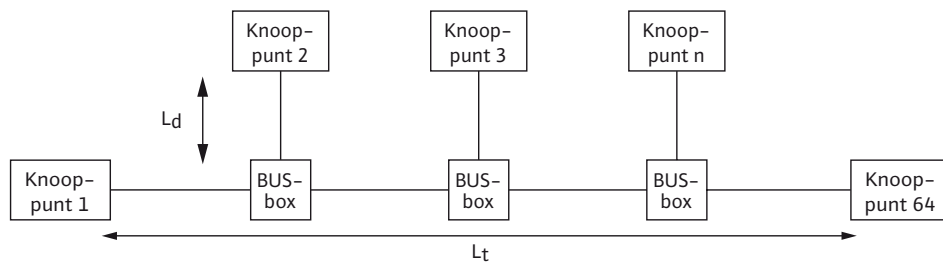 Knoop-
punt 2
Knoop-
punt 3
Knoop-
punt n
Ld
Knoop-
punt 1
BUS-
box
BUS-
box
BUS-
box
Knoop-
punt 64
Lt